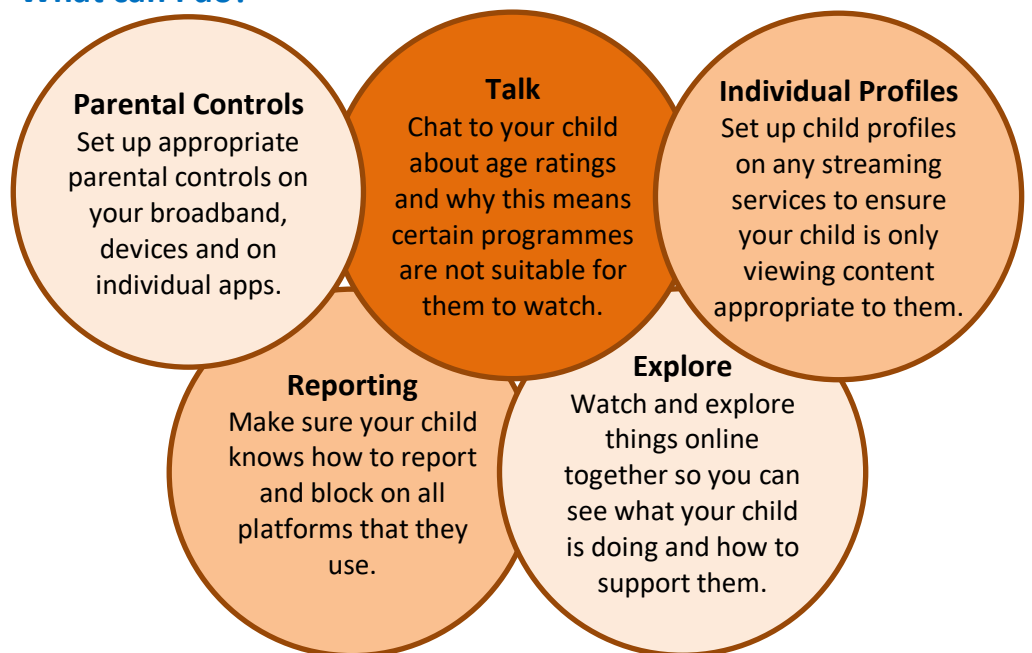 What can I do?
Parental Controls
Set up appropriate
parental controls on
your broadband,
devices and on
individual apps.
Talk
Chat to your child
about age ratings
and why this means
certain programmes
are not suitable for
them to watch.
Individual Profiles
Set up child profiles
on any streaming
services to ensure
your child is only
viewing content
appropriate to them.
Reporting
Make sure your child
knows how to report
and block on all
platforms that they
use.
Explore
Watch and explore
things online
together so you can
see what your child
is doing and how to
support them.